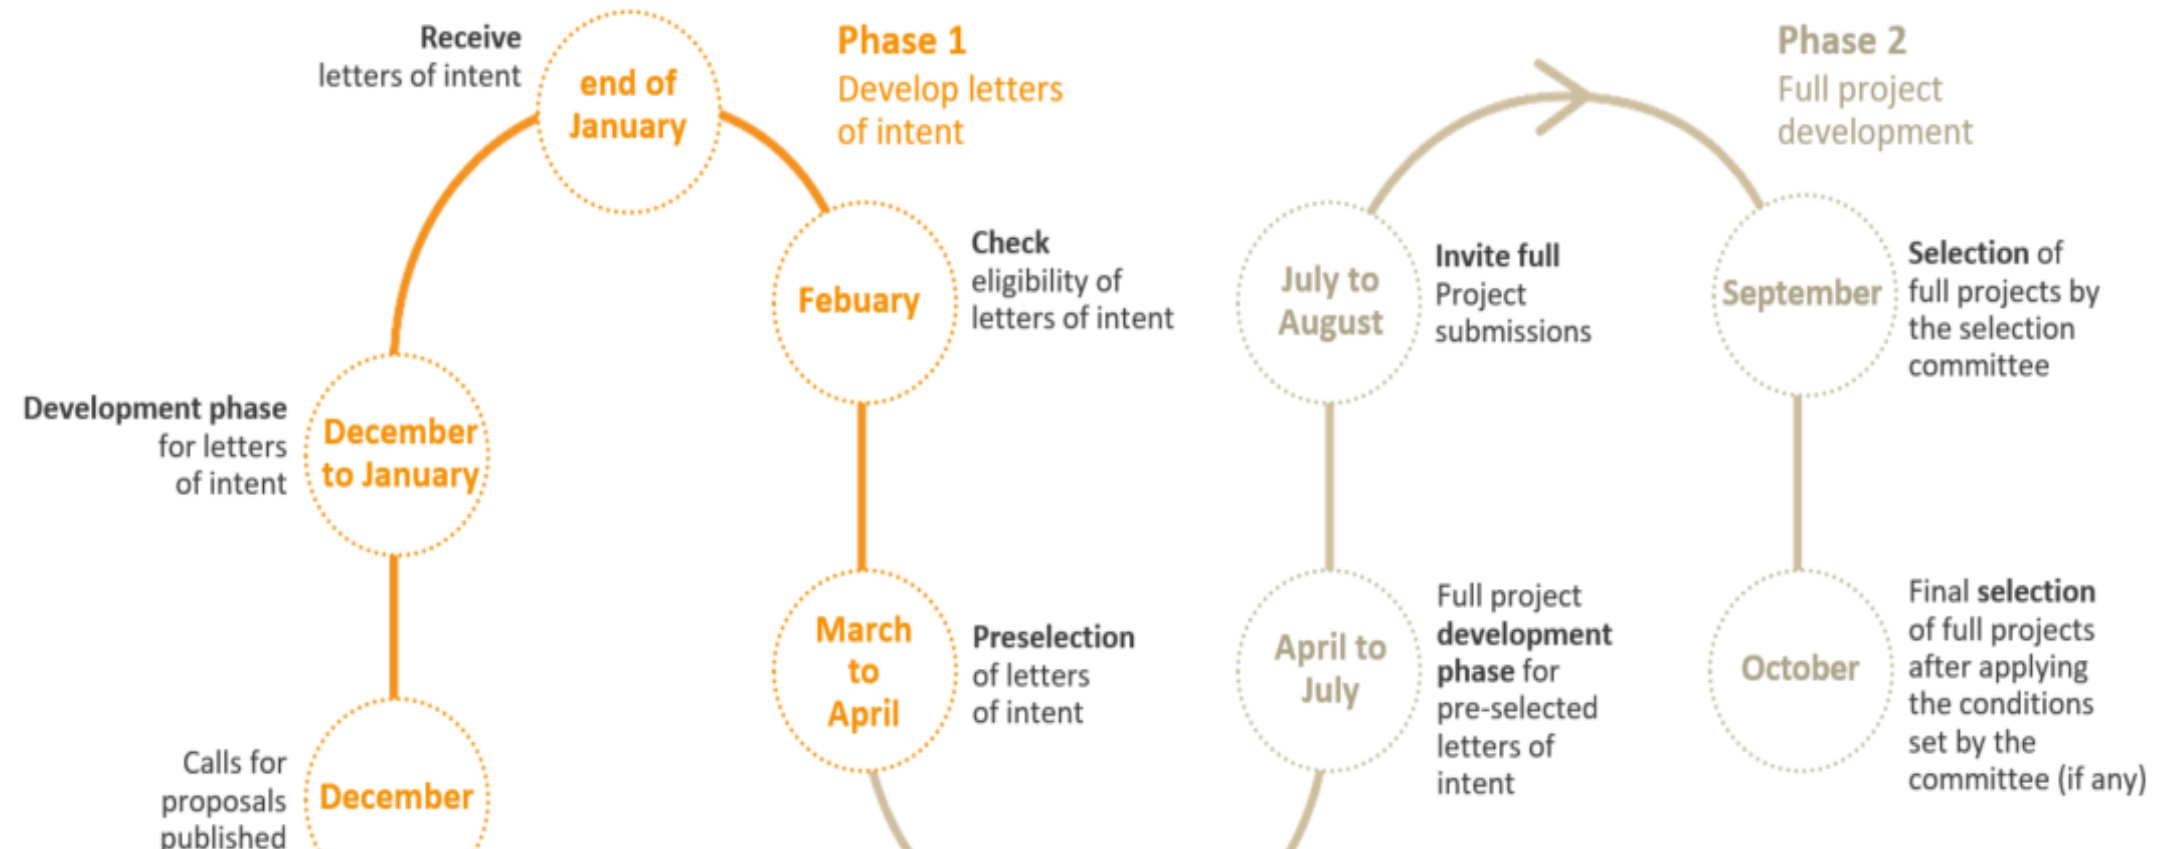 Receive
letters of intent
end of
January
Phase 1
Develop letters
of intent
Development phase
for letters
of intent
December
to January
Calls for
proposals
published
December
Febuary
Check
eligibility of
letters of intent
March
to
April
Preselection
of letters
of intent
Phase 2
Full project
development
July to
August
Invite full
Project
submissions
April to
July
Full project
development
phase for
pre-selected
letters of
intent
September
Selection of
full projects by
the selection
committee
October
Final selection
of full projects
after applying
the conditions
set by the
committee (if any)